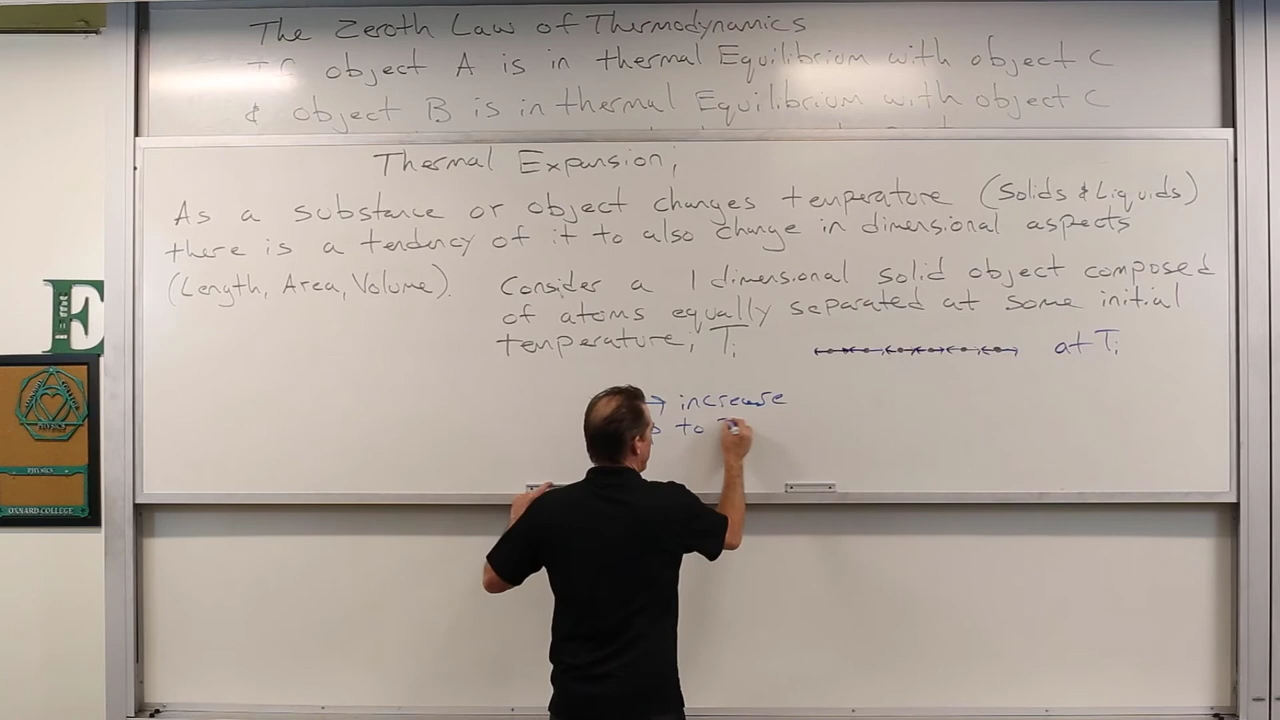 The Zeroth Law of Thermodynamics
object A is in thermal Equilibrium with object C
& object B is in thermal Equilibrium with object C
Thermal Expansion;
As a substance or object changes temperature (Solids & Liquids)
there is a tendency of it to also change in dimensional aspects
(Length, Area, Volume). Consider a 1 dimensional solid object composed
of atoms equally separated at some initial
temperature, Ti
at Ti
→ increase
to T
E
OXNARD COLLEGE
PHYSICS
PHYSICS
OXNARD COLLEGE